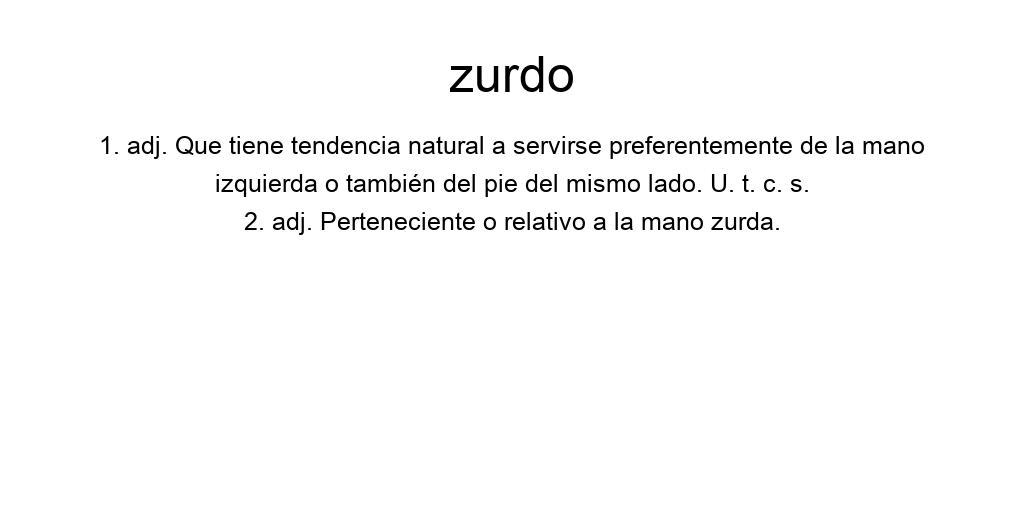 zurdo
1. adj. Que tiene tendencia natural a servirse preferentemente de la mano
izquierda o también del pie del mismo lado. U. t. c. s.
2. adj. Perteneciente o relativo a la mano zurda.